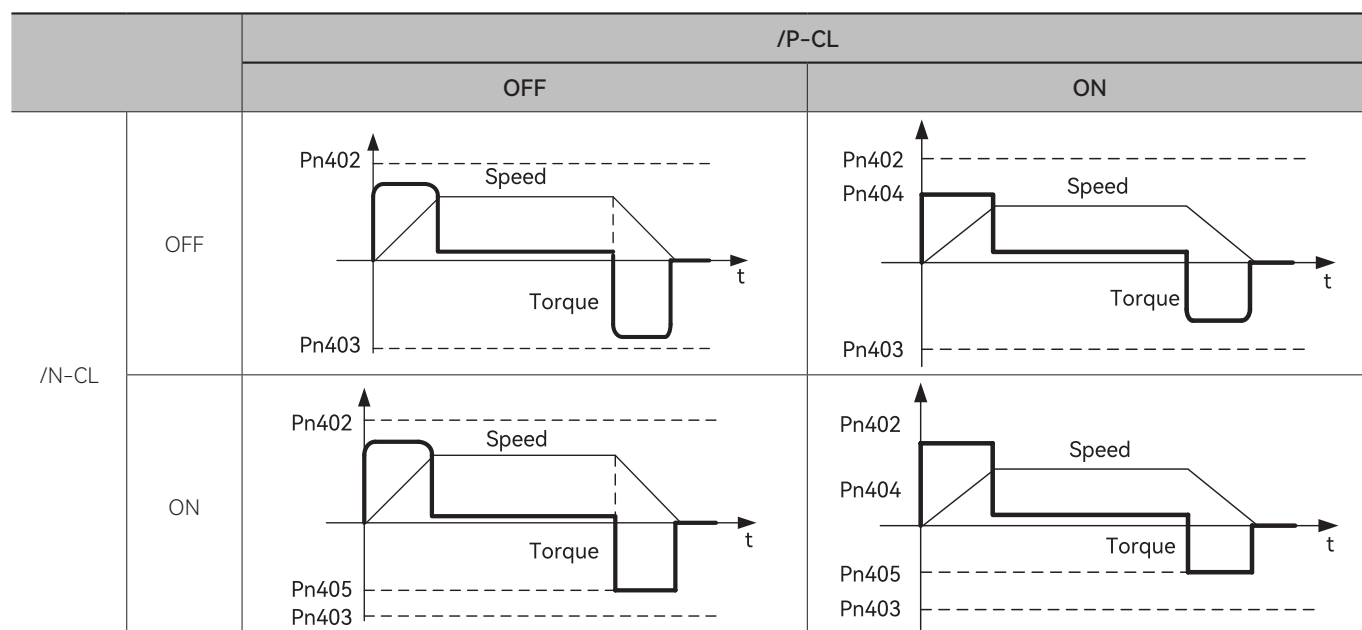 /P-CL
OFF
ON
/N-CL
OFF
Pn402
Speed
t
Torque
Pn403
Pn402
Pn404
Speed
t
Torque
Pn403
ON
Pn402
Speed
t
Torque
Pn405
Pn403
Pn402
Speed
Pn404
t
Torque
Pn405
Pn403